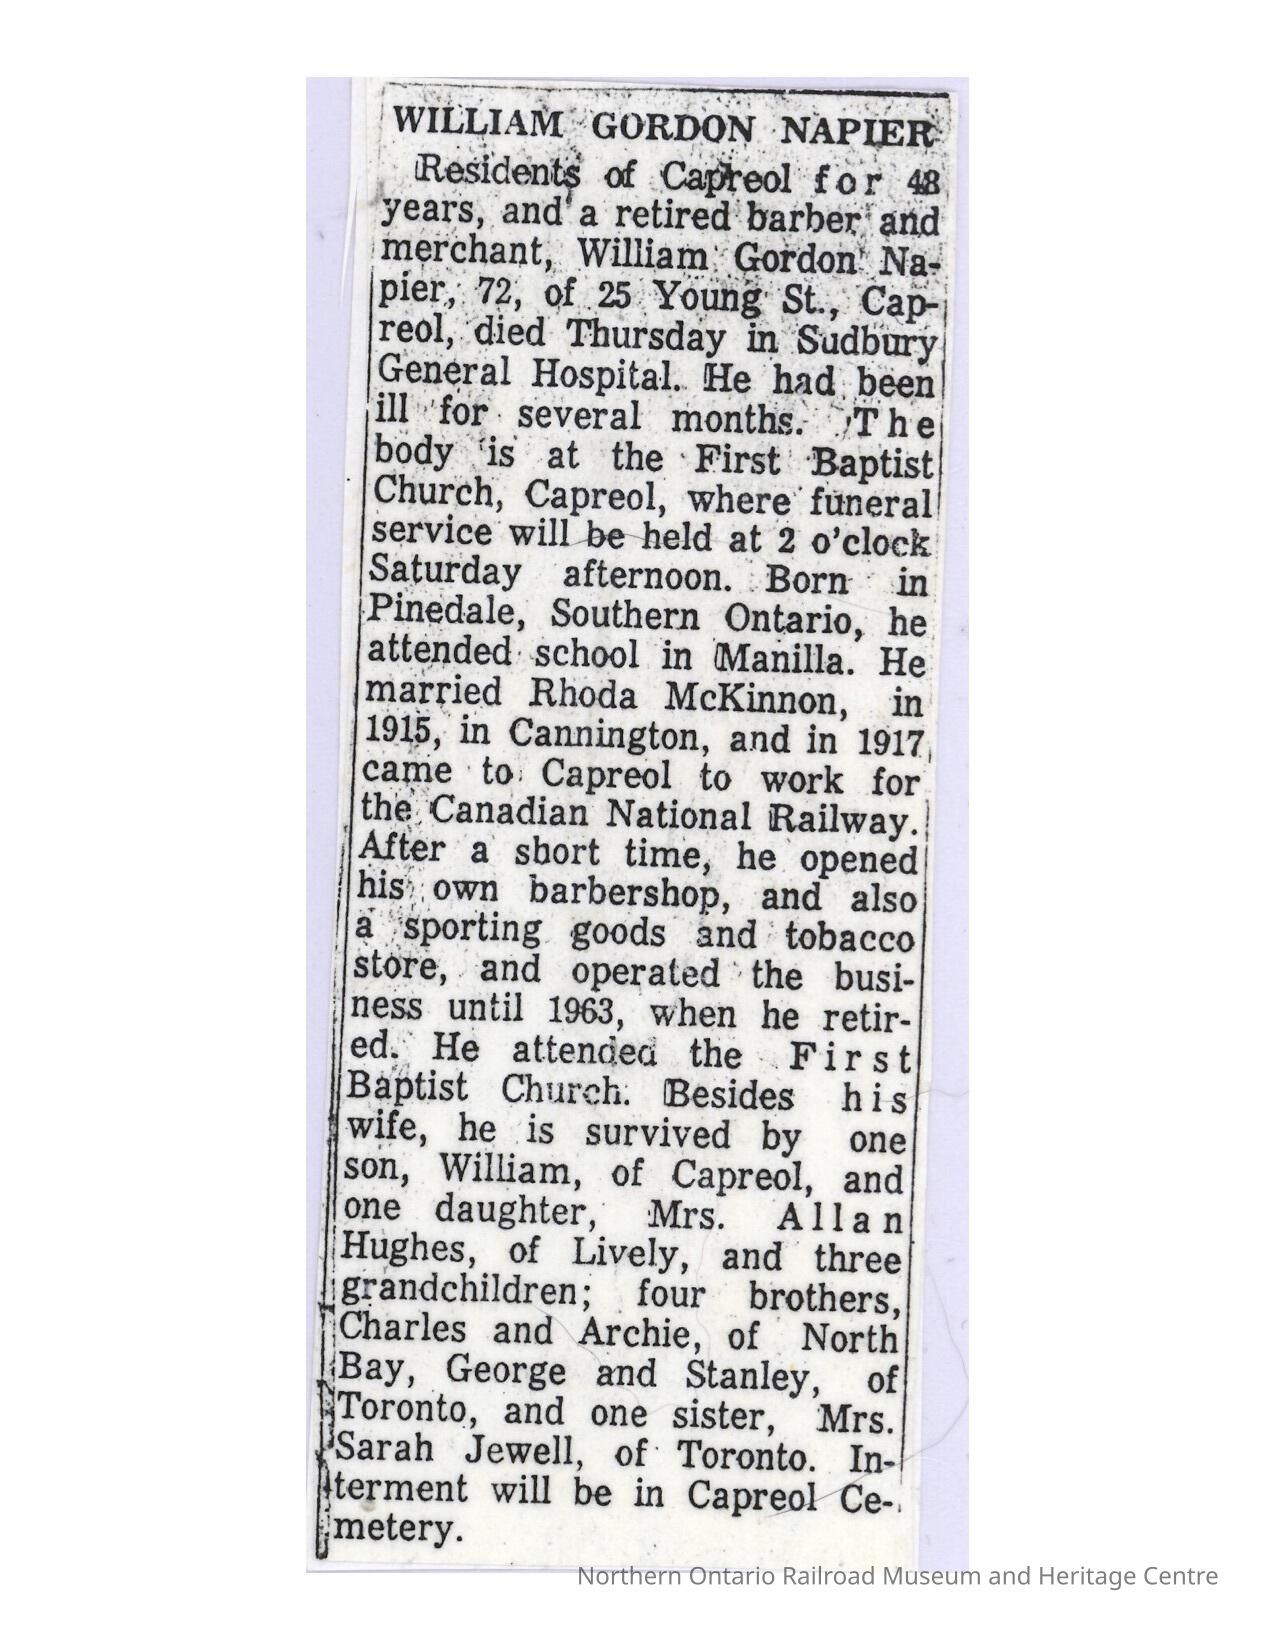 WILLIAM GORDON NAPIER
Residents of Capreol for 48
years, and a retired barber and
merchant, William Gordon Na-
pier, 72, of 25 Young St., Cap-
reol, died Thursday in Sudbury
General Hospital. He had been
ill for several months. The
body is at the First Baptist
Church, Capreol, where funeral
service will be held at 2 o'clock
Saturday afternoon. Born in
Pinedale, Southern Ontario, he
attended school in Manilla. He
married Rhoda McKinnon, in
1915, in Cannington, and in 1917
came to Capreol to work for
the Canadian National Railway.
After a short time, he opened
his own barbershop, and also
a sporting goods and tobacco
store, and operated the busi-
ness until 1963, when he retir-
ed. He attended the First
Baptist Church. Besides his
wife, he is survived by one
son, William, of Capreol, and
one daughter, Mrs. Allan
Hughes, of Lively, and three
grandchildren; four brothers,
Charles and Archie, of North
Bay, George and Stanley, of
Toronto, and one sister, Mrs.
Sarah Jewell, of Toronto. In-
terment will be in Capreol Ce-
metery.
Northern Ontario Railroad Museum and Heritage Centre